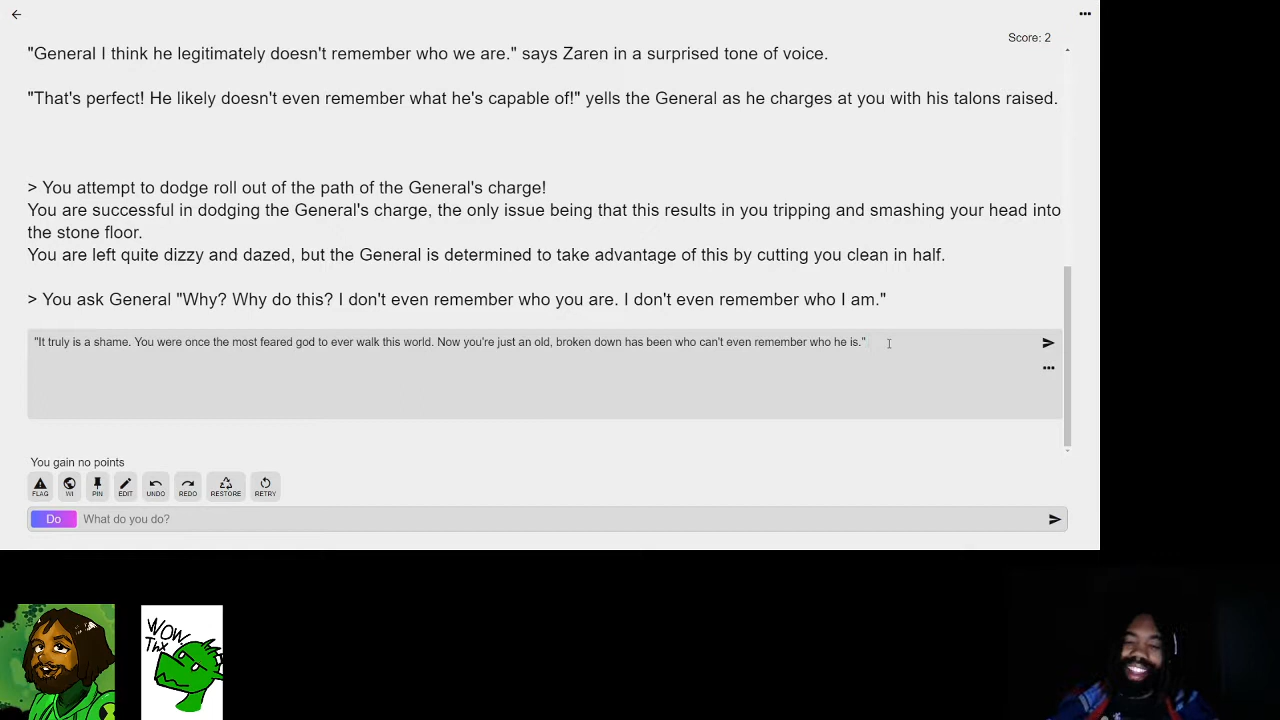 Score: 2
"General I think he legitimately doesn't remember who we are." says Zaren in a surprised tone of voice.
"That's perfect! He likely doesn't even remember what he's capable of!" yells the General as he charges at you with his talons raised.
> You attempt to dodge roll out of the path of the General's charge!
You are successful in dodging the General's charge, the only issue being that this results in you tripping and smashing your head into
the stone floor.
You are left quite dizzy and dazed, but the General is determined to take advantage of this by cutting you clean in half.
> You ask General "Why? Why do this? I don't even remember who you are. I don't even remember who I am."
"It truly is a shame. You were once the most feared god to ever walk this world. Now you're just an old, broken down has been who can't even remember who he is."
You gain no points
FLAG WI PIN EDIT UNDO REDO RESTORE RETRY
Do What do you do?
WOW
Thx